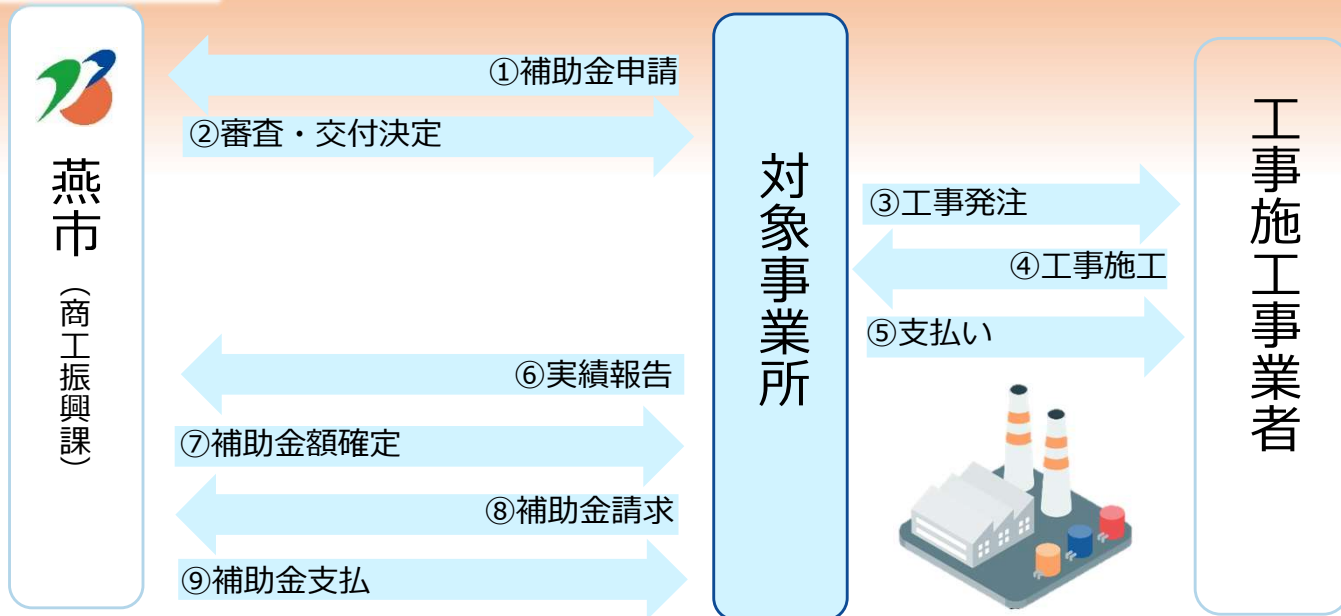 燕市（商工振興課）
①補助金申請
②審査・交付決定
対象事業所
③工事発注
④工事施工
⑤支払い
工事施工事業者
⑥実績報告
⑦補助金額確定
⑧補助金請求
⑨補助金支払